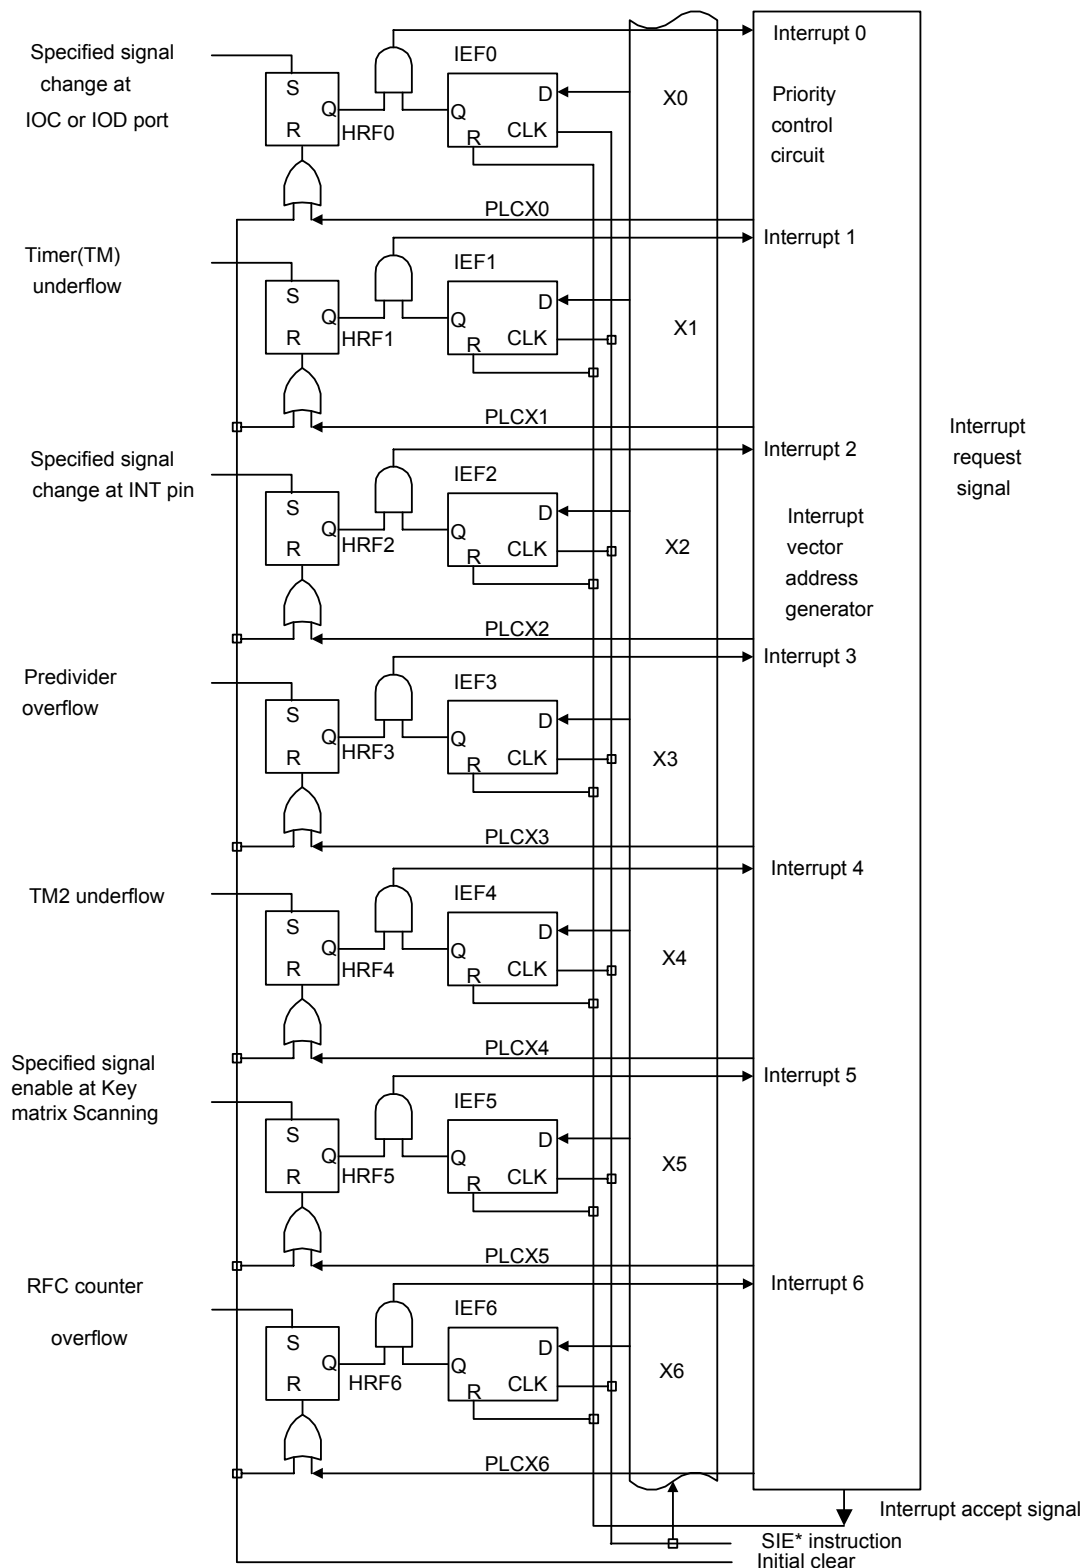 Specified signal
change at
IOC or IOD port
S
R
Q
HRF0
IEF0
Q
R
D
CLK
X0
Interrupt 0
Priority
control
circuit
PLCX0
Timer(TM)
underflow
S
R
Q
HRF1
IEF1
Q
R
D
CLK
X1
Interrupt 1
PLCX1
Specified signal
change at INT pin
S
R
Q
HRF2
IEF2
Q
R
D
CLK
X2
Interrupt 2
Interrupt
request
signal
Interrupt
vector
address
generator
PLCX2
Predivider
overflow
S
R
Q
HRF3
IEF3
Q
R
D
CLK
X3
Interrupt 3
PLCX3
TM2 underflow
S
R
Q
HRF4
IEF4
Q
R
D
CLK
X4
Interrupt 4
PLCX4
Specified signal
enable at Key
matrix Scanning
S
R
Q
HRF5
IEF5
Q
R
D
CLK
X5
Interrupt 5
PLCX5
RFC counter
overflow
S
R
Q
HRF6
IEF6
Q
R
D
CLK
X6
Interrupt 6
PLCX6
Interrupt accept signal
SIE* instruction
Initial clear